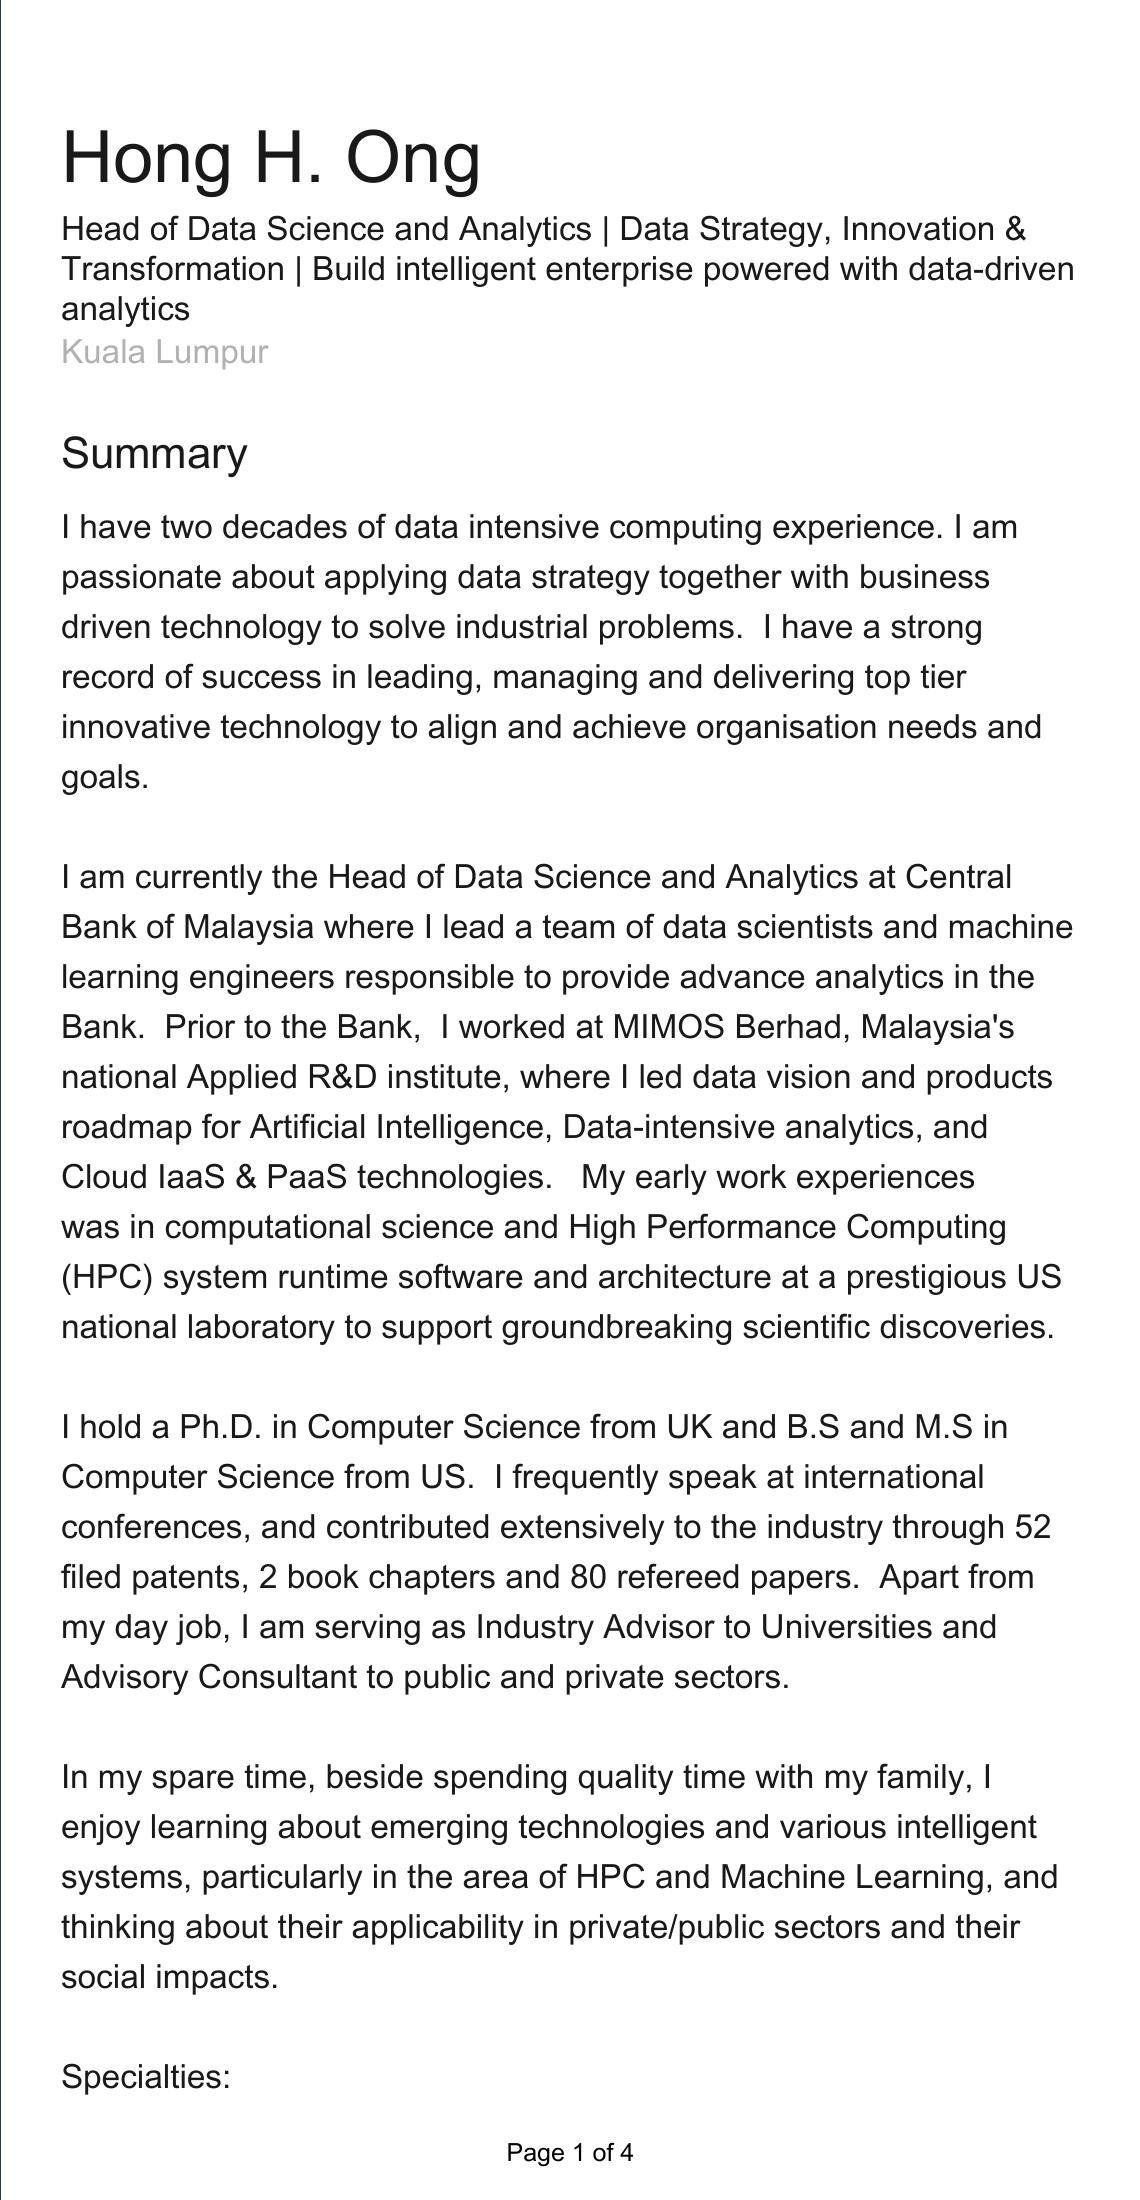 Hong H. Ong
Head of Data Science and Analytics | Data Strategy, Innovation &
Transformation | Build intelligent enterprise powered with data-driven
analytics
Kuala Lumpur
Summary
I have two decades of data intensive computing experience. I am
passionate about applying data strategy together with business
driven technology to solve industrial problems.  I have a strong
record of success in leading, managing and delivering top tier
innovative technology to align and achieve organisation needs and
goals.
I am currently the Head of Data Science and Analytics at Central
Bank of Malaysia where I lead a team of data scientists and machine
learning engineers responsible to provide advance analytics in the
Bank.  Prior to the Bank,  I worked at MIMOS Berhad, Malaysia's
national Applied R&D institute, where I led data vision and products
roadmap for Artificial Intelligence, Data-intensive analytics, and
Cloud IaaS & PaaS technologies.   My early work experiences
was in computational science and High Performance Computing
(HPC) system runtime software and architecture at a prestigious US
national laboratory to support groundbreaking scientific discoveries.
I hold a Ph.D. in Computer Science from UK and B.S and M.S in
Computer Science from US.  I frequently speak at international
conferences, and contributed extensively to the industry through 52
filed patents, 2 book chapters and 80 refereed papers.  Apart from
my day job, I am serving as Industry Advisor to Universities and
Advisory Consultant to public and private sectors.
In my spare time, beside spending quality time with my family, I
enjoy learning about emerging technologies and various intelligent
systems, particularly in the area of HPC and Machine Learning, and
thinking about their applicability in private/public sectors and their
social impacts.
Specialties:
Page 1 of 4